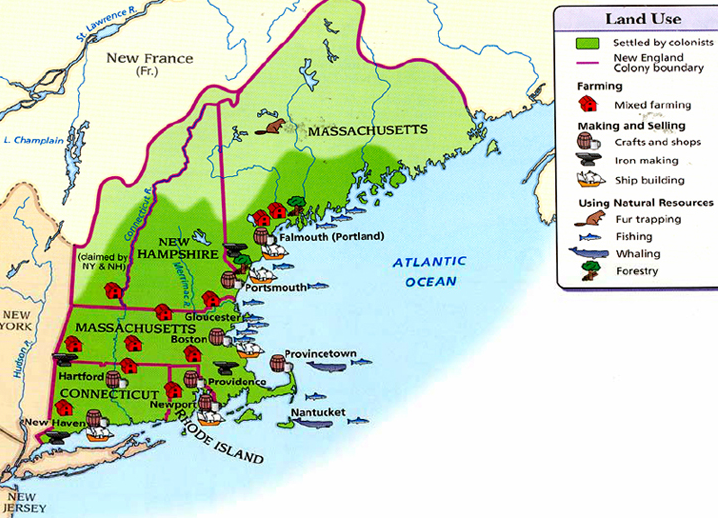 St. Lawrence R.
New France
(Fr.)
L. Champlain
MASSACHUSETTS
Connecticut R.
NEW
HAMPSHIRE
(claimed by
NY & NH)
Merrimac R.
Falmouth (Portland)
ATLANTIC
OCEAN
Portsmouth
NEW
YORK
Hudson R.
MASSACHUSETTS
Gloucester
Boston
Provincetown
Hartford
Providence
CONNECTICUT
Newport
Nantucket
New Haven
RHODE ISLAND
NEW
JERSEY
Land Use
Settled by colonists
New England
Colony boundary
Farming
Mixed farming
Making and Selling
Crafts and shops
Iron making
Ship building
Using Natural Resources
Fur trapping
Fishing
Whaling
Forestry